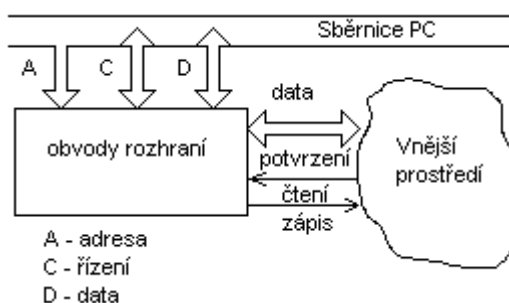 Sběrnice PC
A
C
D
data
obvody rozhraní
potvrzení
Vnější
prostředí
čtení
zápis
A - adresa
C - řízení
D - data